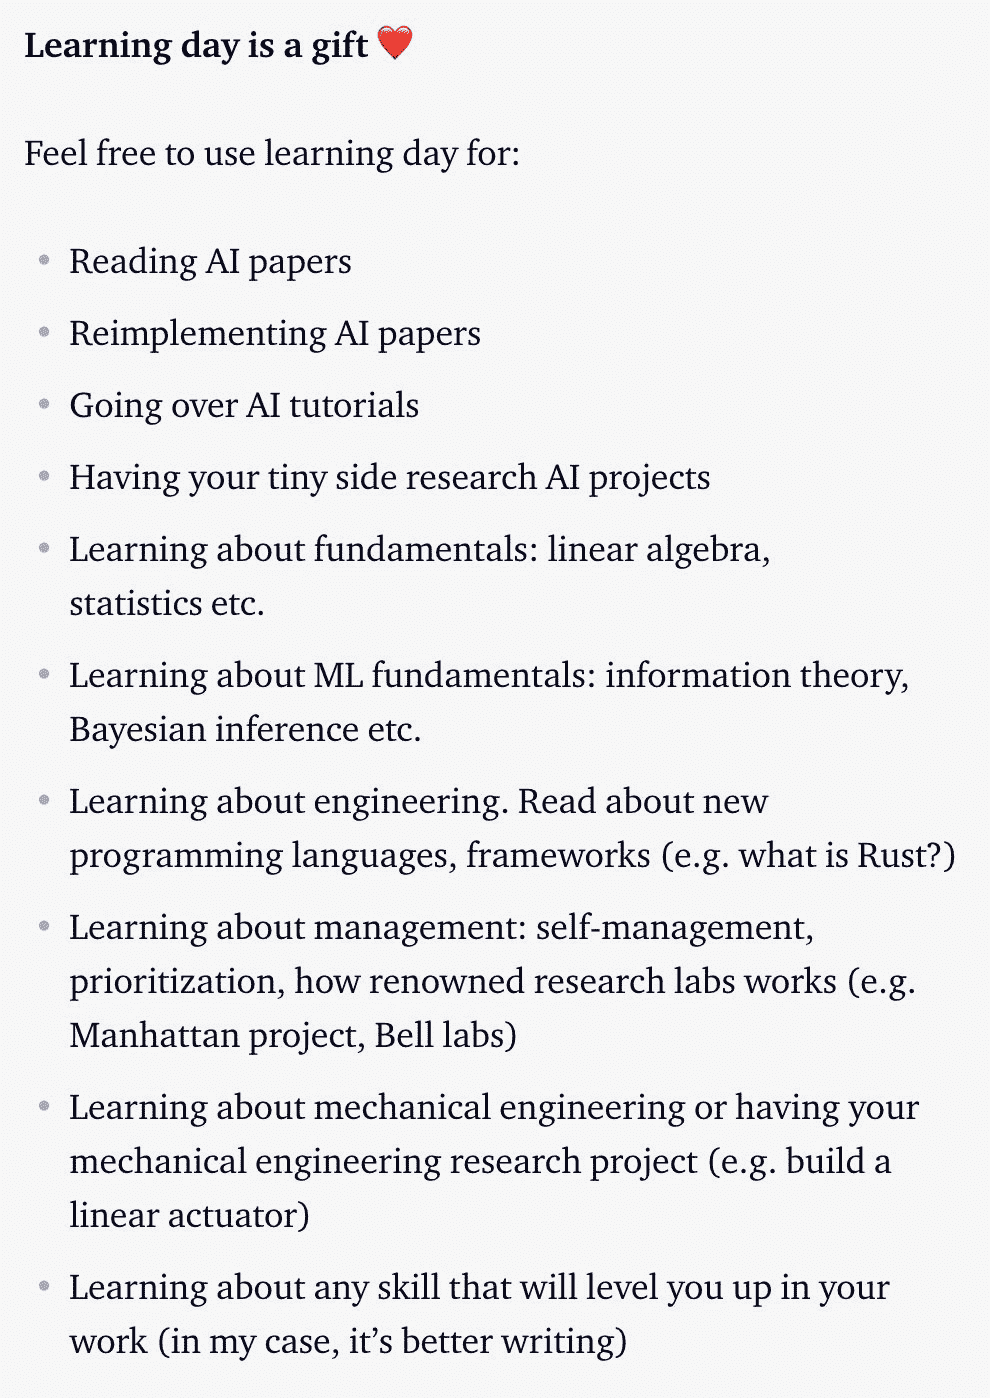 Learning day is a gift ❤️
Feel free to use learning day for:
• Reading AI papers
• Reimplementing AI papers
• Going over AI tutorials
• Having your tiny side research AI projects
• Learning about fundamentals: linear algebra,
statistics etc.
• Learning about ML fundamentals: information theory,
Bayesian inference etc.
• Learning about engineering. Read about new
programming languages, frameworks (e.g. what is Rust?)
• Learning about management: self-management,
prioritization, how renowned research labs works (e.g.
Manhattan project, Bell labs)
• Learning about mechanical engineering or having your
mechanical engineering research project (e.g. build a
linear actuator)
• Learning about any skill that will level you up in your
work (in my case, it’s better writing)